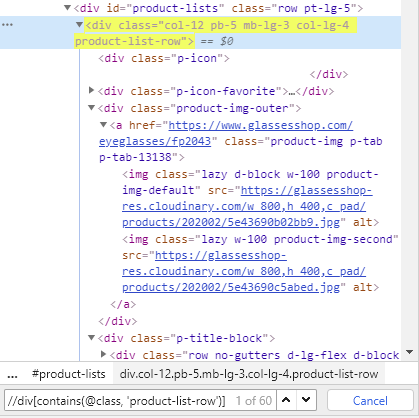 ▼<div id="product-lists" class="row pt-lg-5">
... ▼<div class="col-12 pb-5 mb-lg-3 col-lg-4
product-list-row"> == $0
<div class="p-icon">
</div>
▶<div class="p-icon-favorite">…</div>
▼<div class="product-img-outer">
▼<a href="https://www.glassesshop.com/
eyeglasses/fp2043" class="product-img p-tab
p-tab-13138">
<img class="lazy d-block w-100 product-
img-default" src="https://glassesshop-
res.cloudinary.com/w_800,h_400,c_pad/
products/202002/5e43690b02bb9.jpg" alt>
<img class="lazy w-100 product-img-second"
src="https://glassesshop-
res.cloudinary.com/w_800,h_400,c_pad/
products/202002/5e43690c5abed.jpg" alt>
</a>
</div>
▼<div class="p-title-block">
▼<div class="row no-gutters d-lg-flex d-block
... #product-lists div.col-12.pb-5.mb-lg-3.col-lg-4.product-list-row
//div[contains(@class, 'product-list-row')] 1 of 60 Cancel